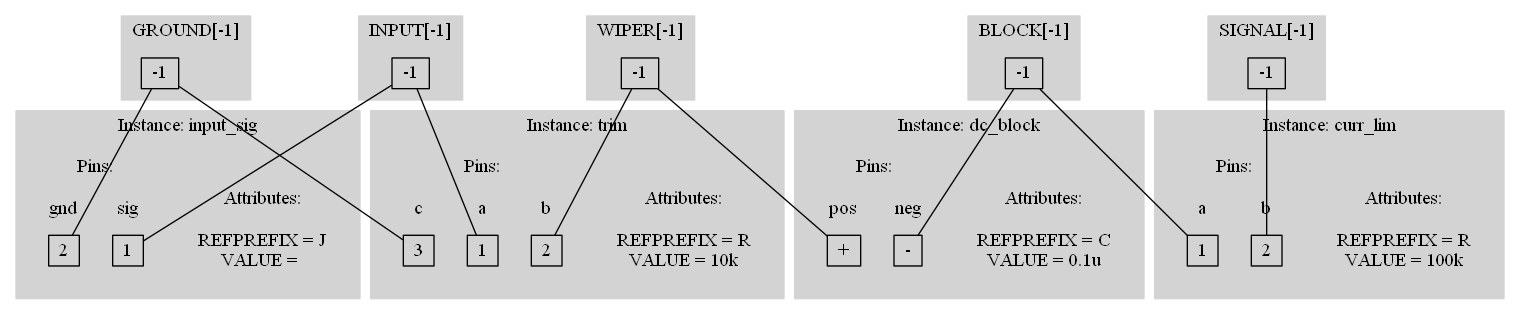 GROUND[-1]
INPUT[-1]
WIPER[-1]
BLOCK[-1]
SIGNAL[-1]
-1
-1
-1
-1
-1
Instance: input_sig
Pins:
gnd
sig
2
1
Attributes:
REFPREFIX = J
VALUE =
Instance: trim
Pins:
c
a
b
3
1
2
Attributes:
REFPREFIX = R
VALUE = 10k
Instance: dc_block
Pins:
pos
neg
+
-
Attributes:
REFPREFIX = C
VALUE = 0.1u
Instance: curr_lim
Pins:
a
b
1
2
Attributes:
REFPREFIX = R
VALUE = 100k